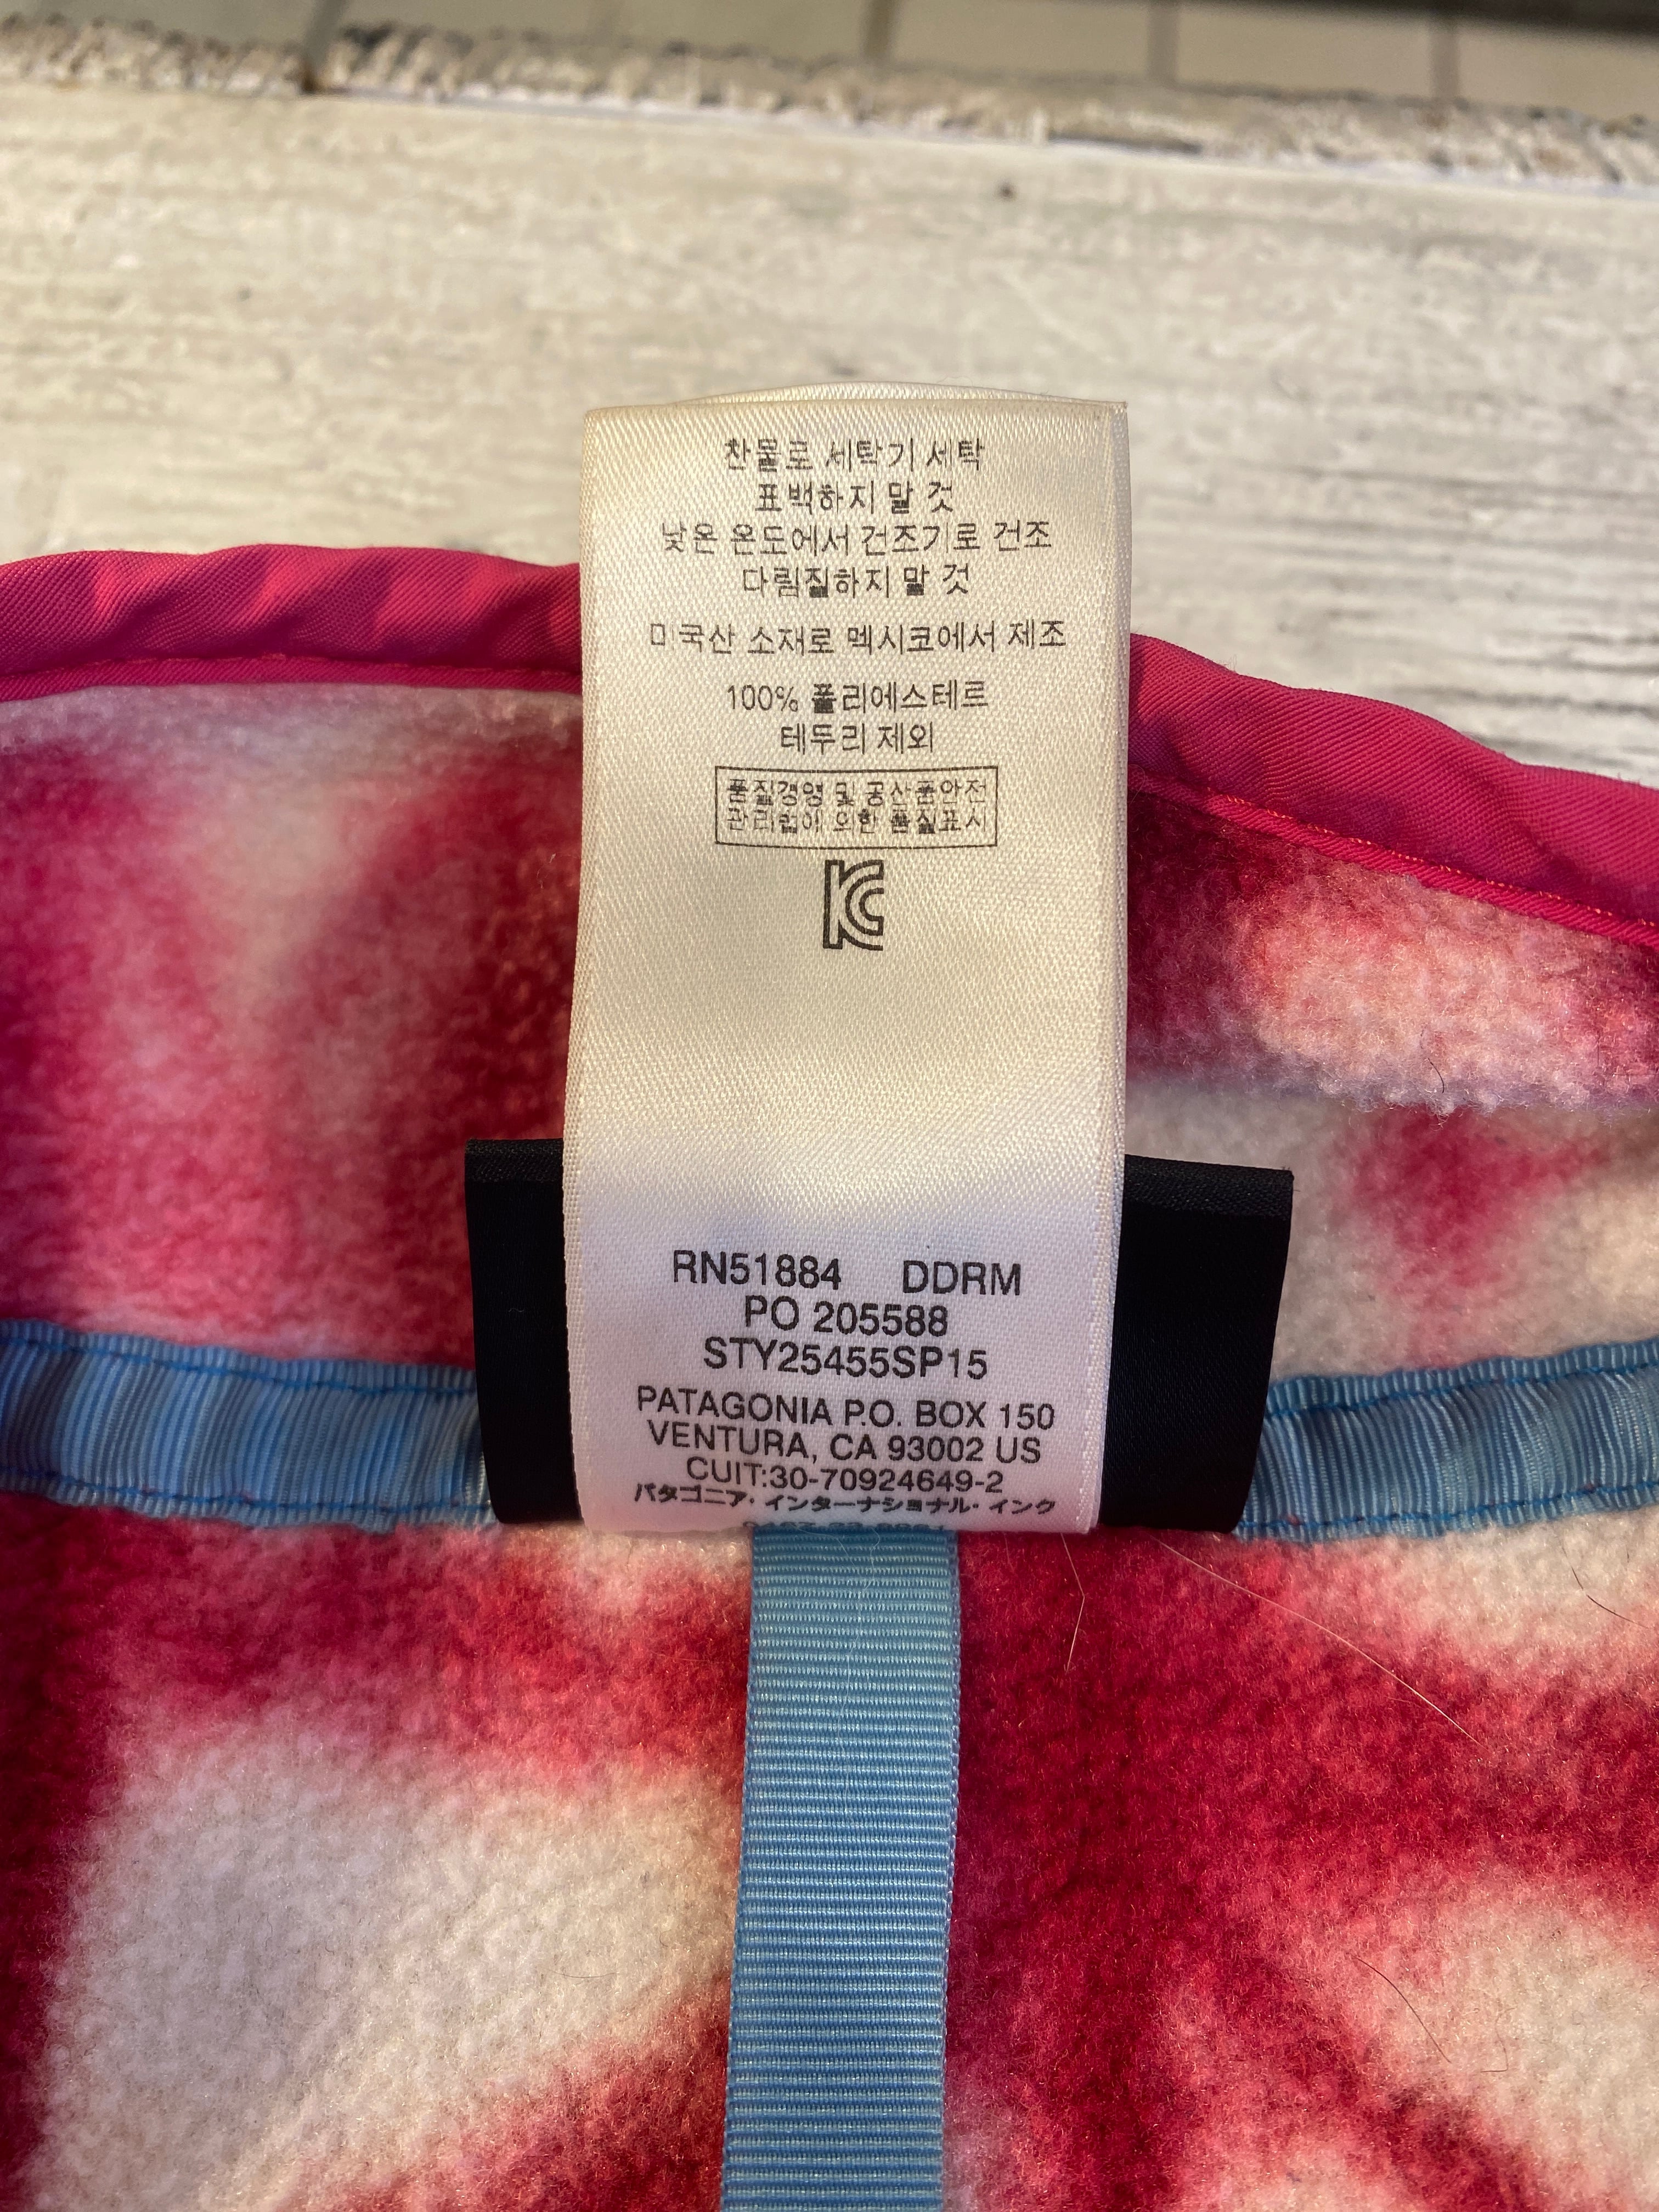 찬물로 세탁기 세탁
표백하지 말 것
낮은 온도에서 건조기로 건조
다림질하지 말 것
미국산 소재로 멕시코에서 제조
100% 폴리에스테르
테두리 제외
품질경영 및 공산품안전
관리법에 의한 품질표시
RN51884 DDRM
PO 205588
STY25455SP15
PATAGONIA P.O. BOX 150
VENTURA, CA 93002 US
CUIT:30-70924649-2
パタゴニア・インターナショナル・インク